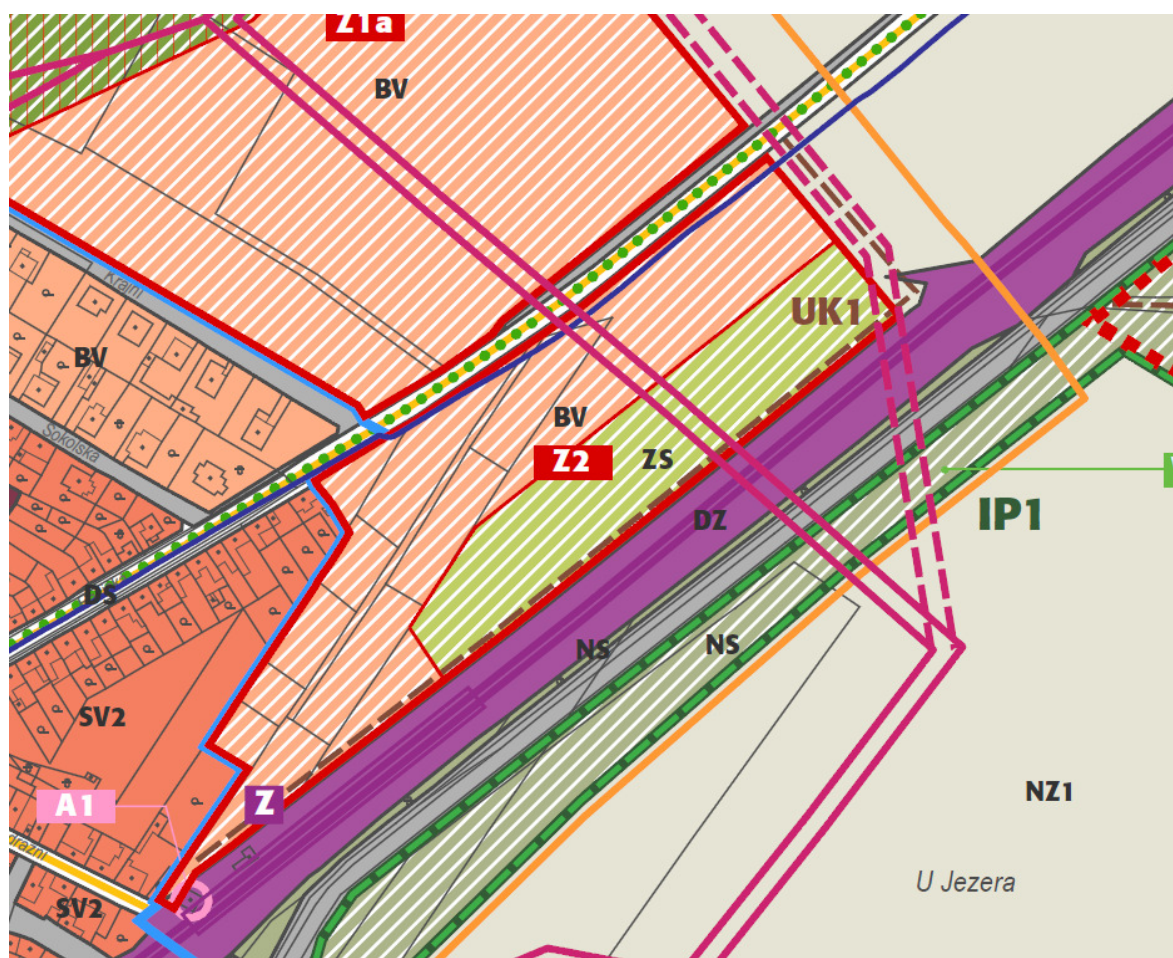 Z1a
BV
Krajní
BV
UK1
Sokolská
BV
Z2
ZS
IP1
DZ
DS
NS
NS
SV2
NZ1
A1
Z
U Jezera
SV2